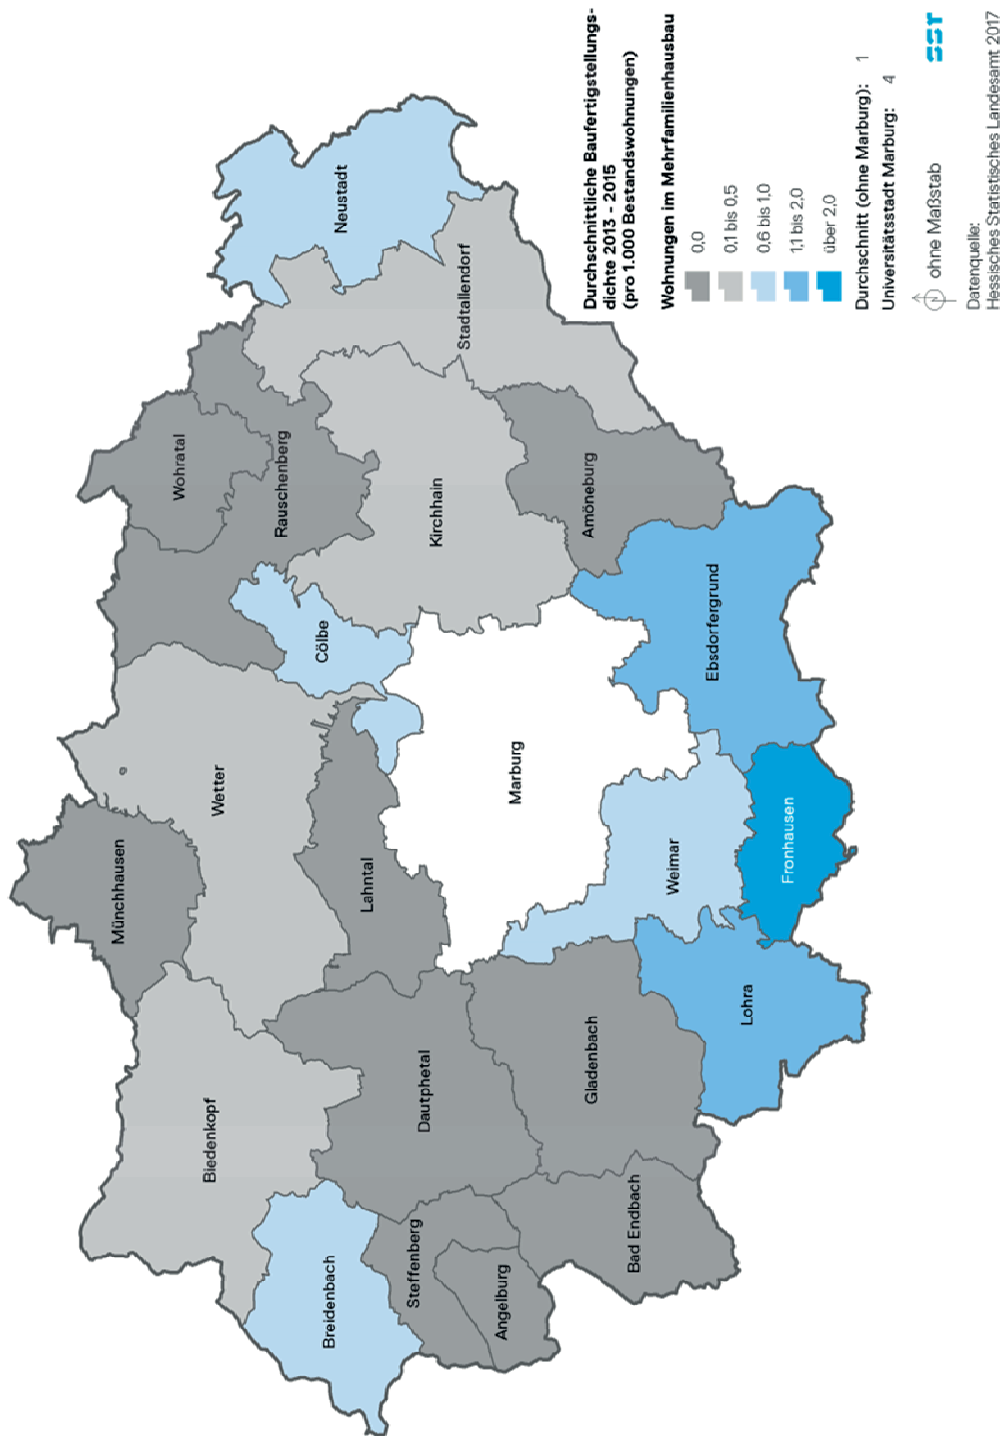 Neustadt
Stadtallendorf
Wohratal
Rauschenberg
Kirchhain
Amöneburg
Cölbe
Ebsdorfergrund
Wetter
Marburg
Münchhausen
Lahntal
Weimar
Fronhausen
Biedenkopf
Dautphetal
Gladenbach
Lohra
Breidenbach
Steffenberg
Angelburg
Bad Endbach
Durchschnittliche Baufertigstellungs-
dichte 2013 - 2015
(pro 1.000 Bestandswohnungen)
Wohnungen im Mehrfamilienhausbau
0,0
0,1 bis 0,5
0,6 bis 1,0
1,1 bis 2,0
über 2,0
Durchschnitt (ohne Marburg): 1
Universitätsstadt Marburg: 4
N ohne Maßstab
SST
Datenquelle:
Hessisches Statistisches Landesamt 2017